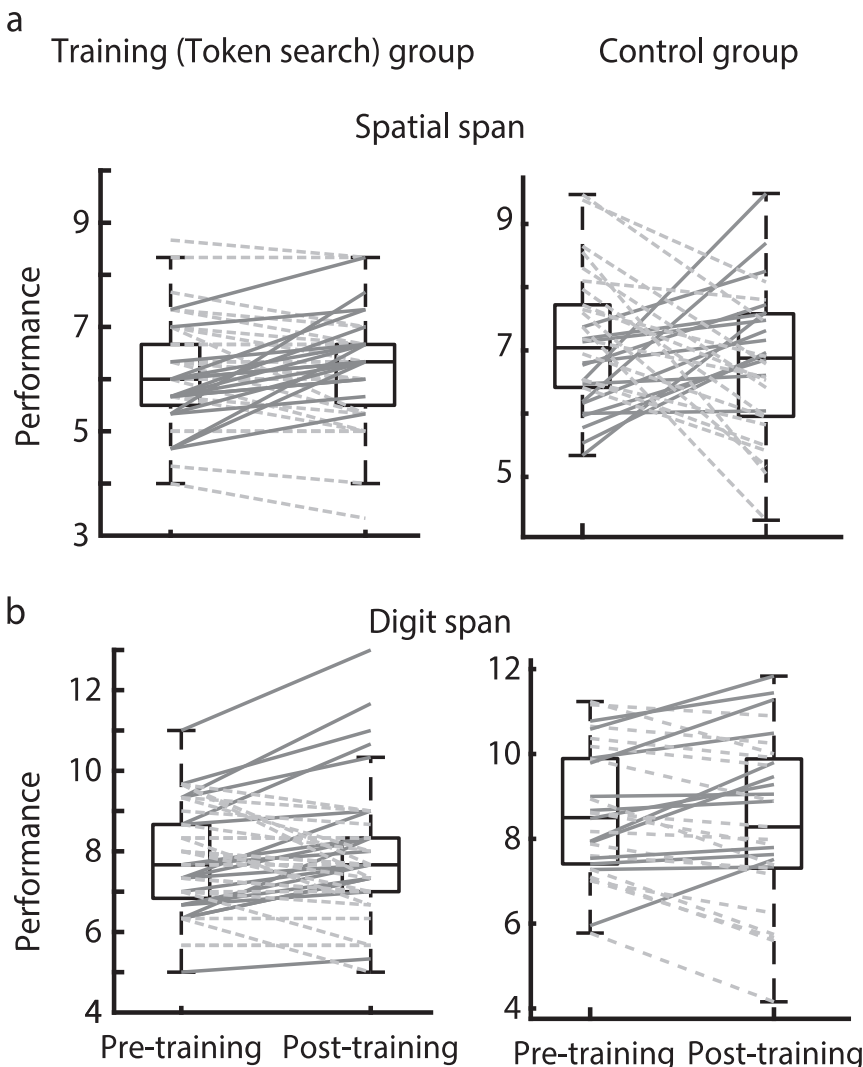 a
Training (Token search) group
Control group
Spatial span
Performance
9
7
5
3
9
7
5
b
Digit span
Performance
12
10
8
6
4
12
10
8
6
4
Pre-training Post-training
Pre-training Post-training